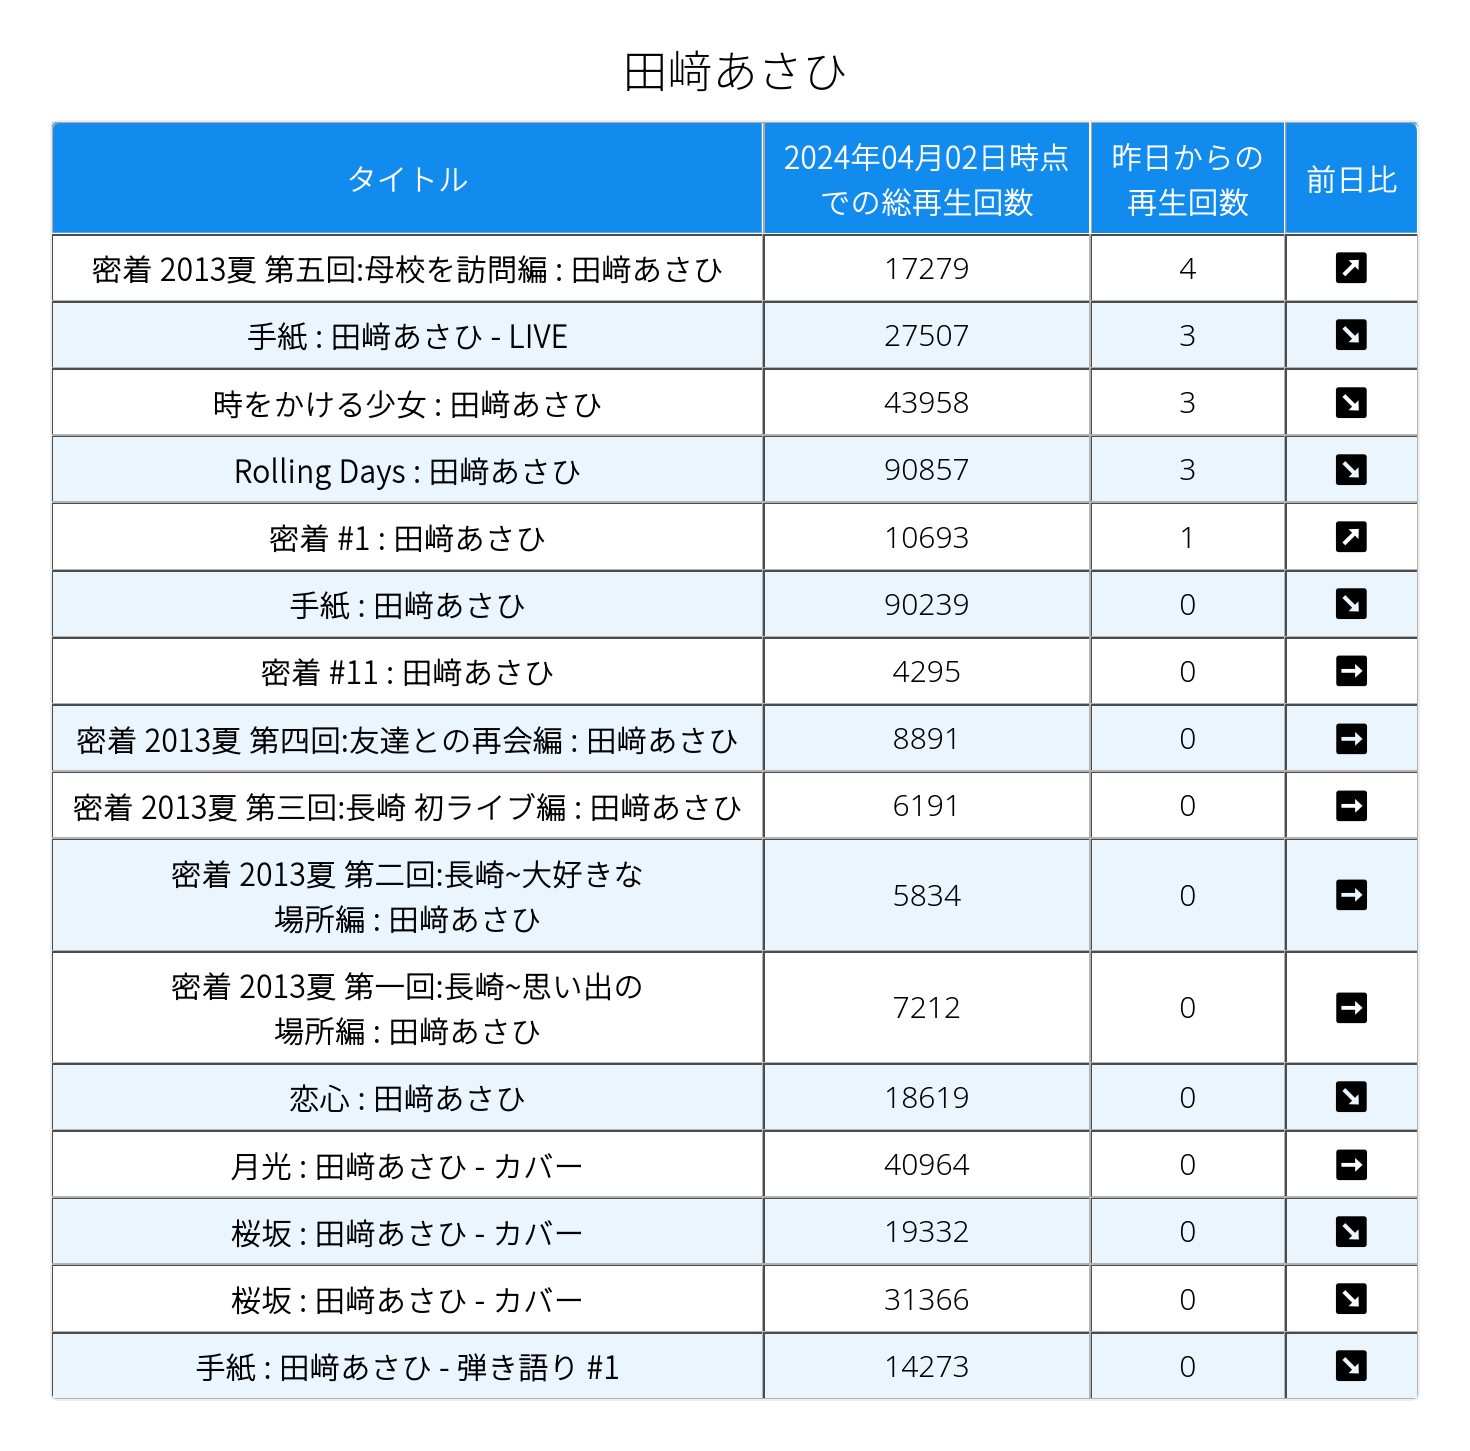 田﨑あさひ
タイトル
2024年04月02日時点
での総再生回数
昨日からの
再生回数
前日比
密着 2013夏 第五回:母校を訪問編 : 田﨑あさひ 17279 4 ↗
手紙 : 田﨑あさひ - LIVE 27507 3 ↘
時をかける少女 : 田﨑あさひ 43958 3 ↘
Rolling Days : 田﨑あさひ 90857 3 ↘
密着 #1 : 田﨑あさひ 10693 1 ↗
手紙 : 田﨑あさひ 90239 0 ↘
密着 #11 : 田﨑あさひ 4295 0 →
密着 2013夏 第四回:友達との再会編 : 田﨑あさひ 8891 0 →
密着 2013夏 第三回:長崎 初ライブ編 : 田﨑あさひ 6191 0 →
密着 2013夏 第二回:長崎~大好きな
場所編 : 田﨑あさひ 5834 0 →
密着 2013夏 第一回:長崎~思い出の
場所編 : 田﨑あさひ 7212 0 →
恋心 : 田﨑あさひ 18619 0 ↘
月光 : 田﨑あさひ - カバー 40964 0 →
桜坂 : 田﨑あさひ - カバー 19332 0 ↘
桜坂 : 田﨑あさひ - カバー 31366 0 ↘
手紙 : 田﨑あさひ - 弾き語り #1 14273 0 ↘